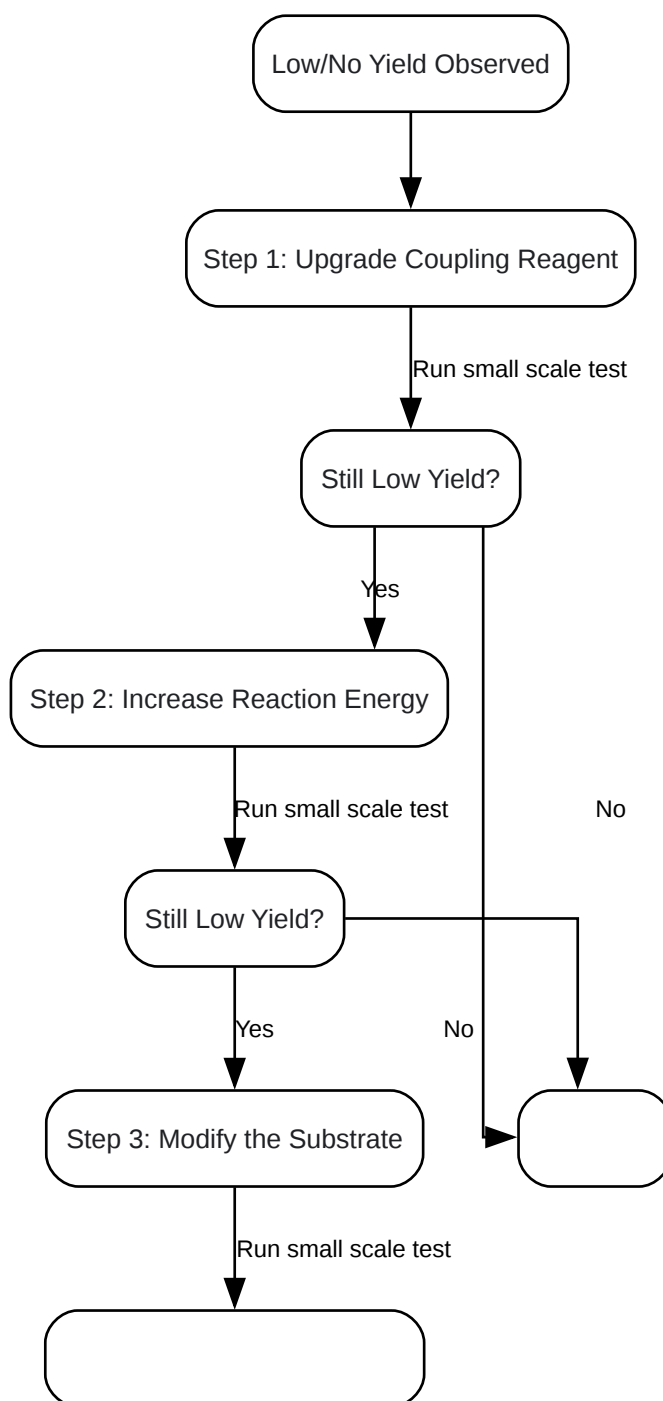 Low/No Yield Observed
Step 1: Upgrade Coupling Reagent
Run small scale test
Still Low Yield?
Yes
Step 2: Increase Reaction Energy
Run small scale test
No
Still Low Yield?
Yes
No
Step 3: Modify the Substrate
Run small scale test